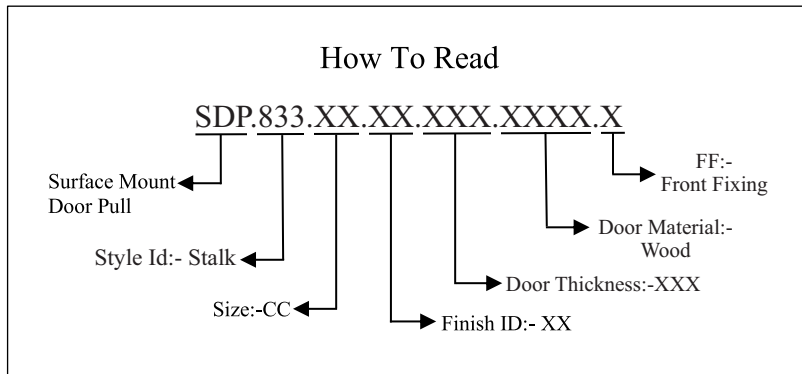 How To Read
SDP.833.XX.XX.XXX.XXXX.X
FF:-
Front Fixing
Surface Mount
Door Pull
Door Material:-
Wood
Style Id:- Stalk
Door Thickness:-XXX
Size:-CC
Finish ID:- XX